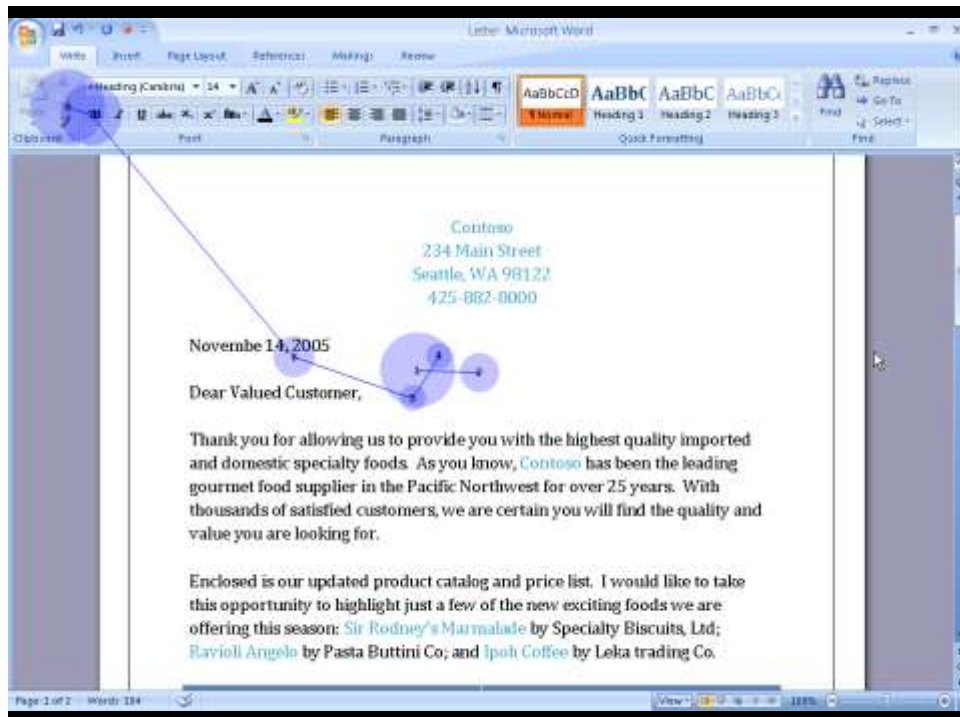 Letter Microsoft Word
Write Insert Page Layout References Mailings Review
Heading (Cambria) 14
AaBbCcD AaBbC AaBbC AaBbC
¶ Normal Heading 1 Heading 2 Heading 3
Find Replace
Go To
Select
Font Paragraph Quick Formatting Find
Contoso
234 Main Street
Seattle, WA 98122
425-882-0000
Novembe 14, 2005
Dear Valued Customer,
Thank you for allowing us to provide you with the highest quality imported
and domestic specialty foods. As you know, Contoso has been the leading
gourmet food supplier in the Pacific Northwest for over 25 years. With
thousands of satisfied customers, we are certain you will find the quality and
value you are looking for.
Enclosed is our updated product catalog and price list. I would like to take
this opportunity to highlight just a few of the new exciting foods we are
offering this season: Sir Rodney's Marmalade by Specialty Biscuits, Ltd;
Ravioli Angelo by Pasta Buttini Co; and Ipoh Coffee by Leka trading Co.
Page 1 of 2 Words: View